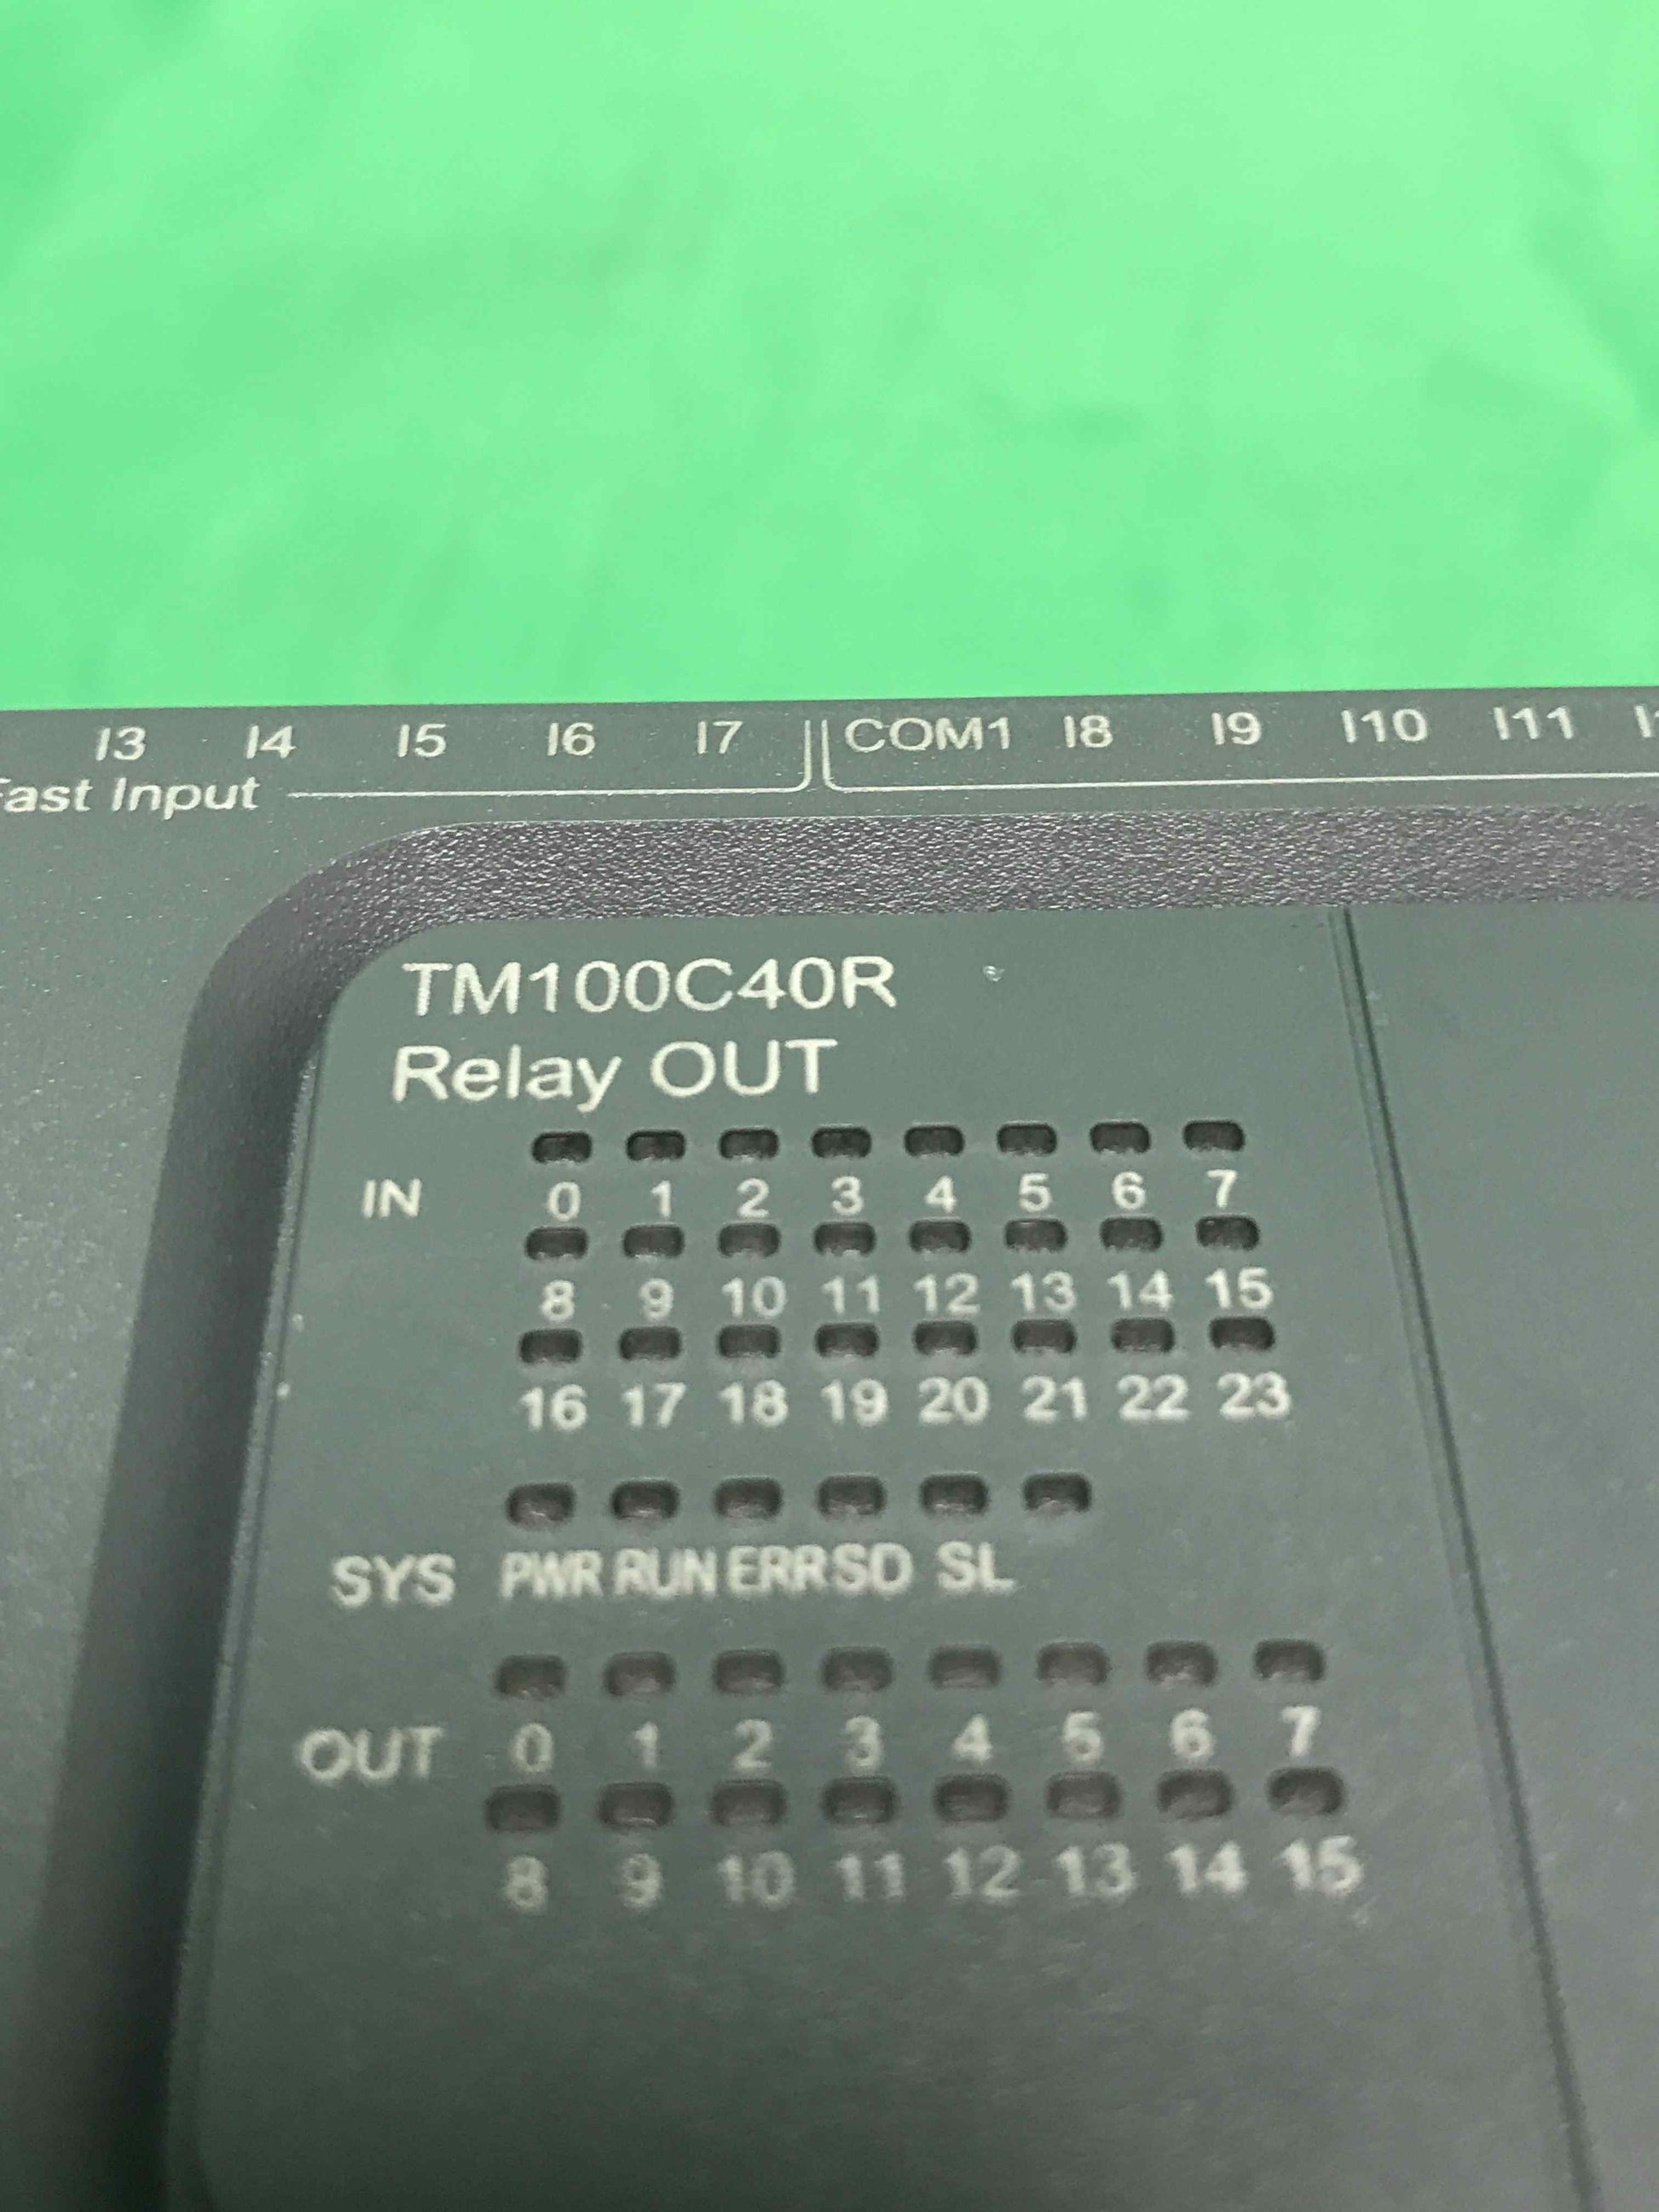 I3 I4 I5 I6 I7 COM1 I8 I9 I10 I11
Fast Input
TM100C40R
Relay OUT
IN 0 1 2 3 4 5 6 7
8 9 10 11 12 13 14 15
16 17 18 19 20 21 22 23
SYS PWR RUN ERR SD SL
OUT 0 1 2 3 4 5 6 7
8 9 10 11 12 13 14 15